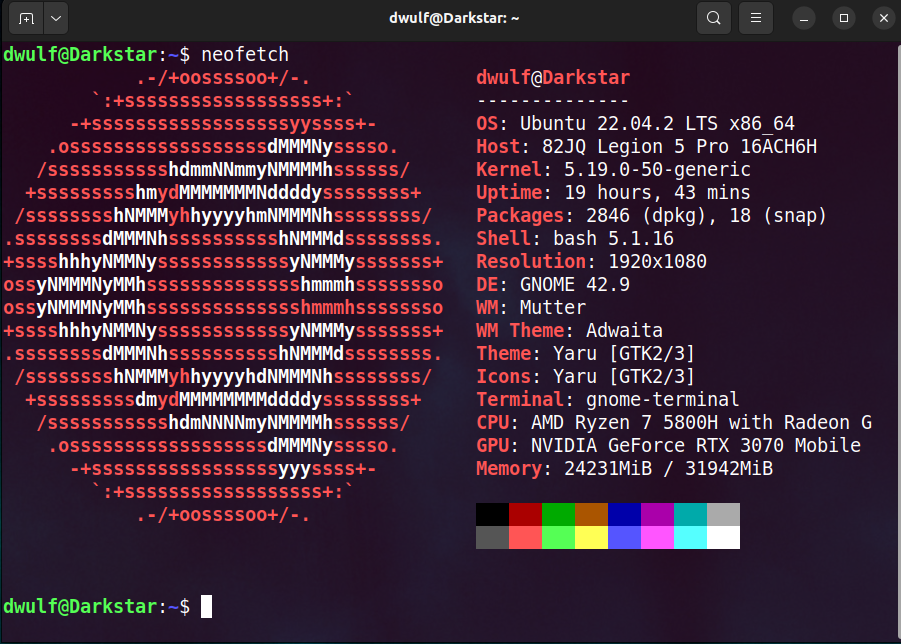 dwulf@Darkstar: ~
dwulf@Darkstar:~$ neofetch
            .-/+oossssoo+/-.               dwulf@Darkstar
        `:+ssssssssssssssssss+:`           --------------
      -+ssssssssssssssssssyyssss+-         OS: Ubuntu 22.04.2 LTS x86_64
    .ossssssssssssssssssdMMMNysssso.       Host: 82JQ Legion 5 Pro 16ACH6H
   /ssssssssssshdmmNNmmyNMMMMhssssss/      Kernel: 5.19.0-50-generic
  +ssssssssshmydMMMMMMMNddddyssssssss+     Uptime: 19 hours, 43 mins
 /sssssssshNMMMyhhyyyyhmNMMMNhssssssss/    Packages: 2846 (dpkg), 18 (snap)
.ssssssssdMMMNhsssssssssshNMMMdssssssss.   Shell: bash 5.1.16
+sssshhhyNMMNyssssssssssssyNMMMysssssss+   Resolution: 1920x1080
ossyNMMMNyMMhsssssssssssssshmmmhssssssso   DE: GNOME 42.9
ossyNMMMNyMMhsssssssssssssshmmmhssssssso   WM: Mutter
+sssshhhyNMMNyssssssssssssyNMMMysssssss+   WM Theme: Adwaita
.ssssssssdMMMNhsssssssssshNMMMdssssssss.   Theme: Yaru [GTK2/3]
 /sssssssshNMMMyhhyyyyhdNMMMNhssssssss/    Icons: Yaru [GTK2/3]
  +sssssssssdmydMMMMMMMMddddyssssssss+     Terminal: gnome-terminal
   /ssssssssssshdmNNNNmyNMMMMhssssss/      CPU: AMD Ryzen 7 5800H with Radeon G
    .ossssssssssssssssssdMMMNysssso.       GPU: NVIDIA GeForce RTX 3070 Mobile
      -+sssssssssssssssssyyyssss+-         Memory: 24231MiB / 31942MiB
        `:+ssssssssssssssssss+:`
            .-/+oossssoo+/-.
dwulf@Darkstar:~$